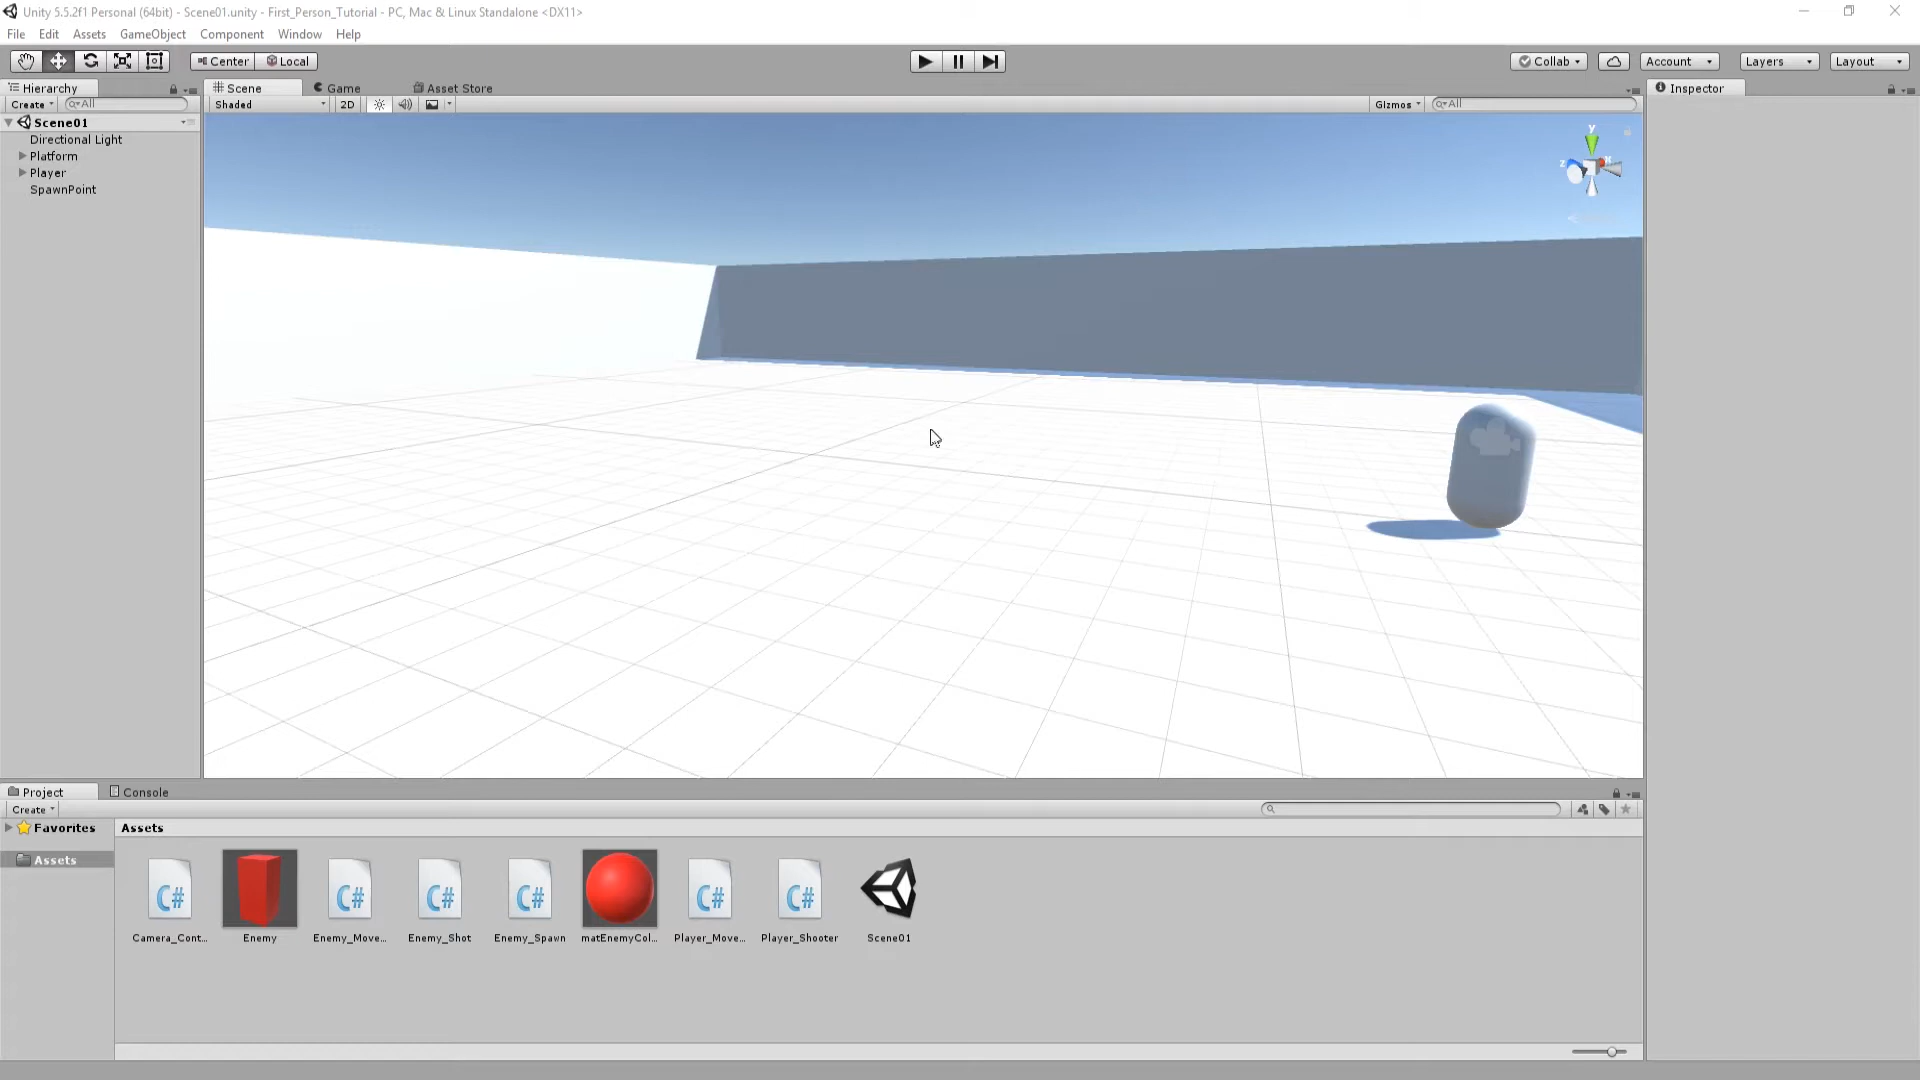 Unity 5.5.2f1 Personal (64bit) - Scene01.unity - First_Person_Tutorial - PC, Mac & Linux Standalone <DX11>
File Edit Assets GameObject Component Window Help
Center Local Collab Account Layers Layout
Hierarchy Scene Game Asset Store Inspector
Create All Shaded 2D Gizmos All
Scene01
Directional Light
Platform
Player
SpawnPoint
y
z x
Project Console
Create
Favorites Assets
Assets
C# C# C# C# C# C#
Camera_Cont... Enemy Enemy_Move... Enemy_Shot Enemy_Spawn matEnemyCol... Player_Move... Player_Shooter Scene01